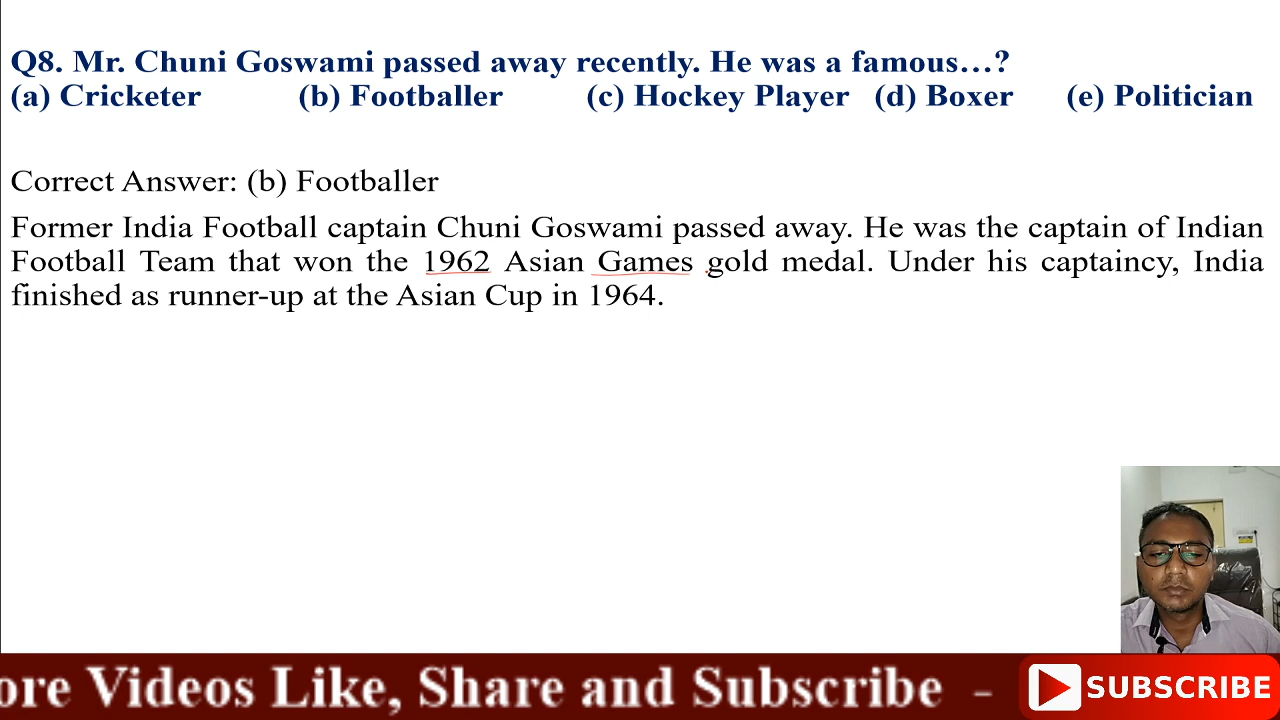 Q8. Mr. Chuni Goswami passed away recently. He was a famous…?
(a) Cricketer (b) Footballer (c) Hockey Player (d) Boxer (e) Politician
Correct Answer: (b) Footballer
Former India Football captain Chuni Goswami passed away. He was the captain of Indian
Football Team that won the 1962 Asian Games gold medal. Under his captaincy, India
finished as runner-up at the Asian Cup in 1964.
ore Videos Like, Share and Subscribe -
SUBSCRIBE